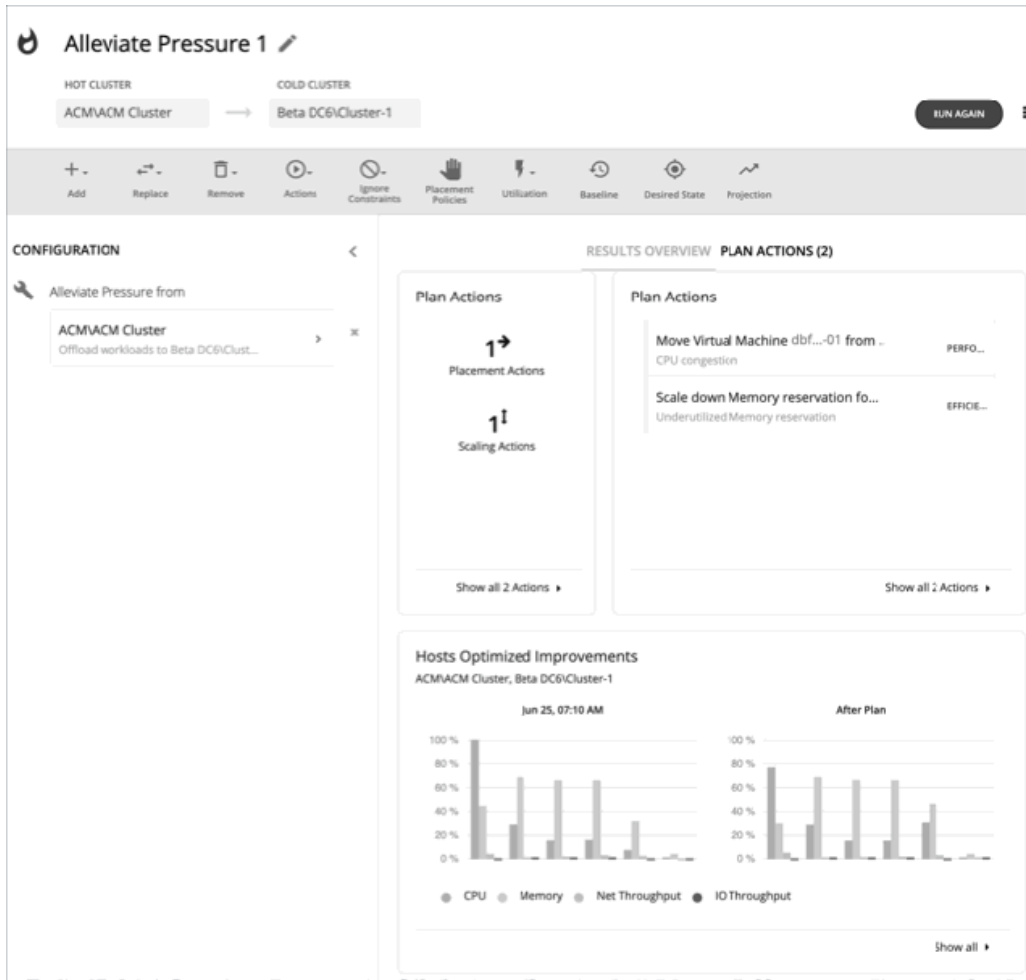 Alleviate Pressure 1
HOT CLUSTER
COLD CLUSTER
ACM\ACM Cluster
Beta DC6\Cluster-1
RUN AGAIN
Add
Replace
Remove
Actions
Ignore Constraints
Placement Policies
Utilization
Baseline
Desired State
Projection
CONFIGURATION
Alleviate Pressure from
ACM\ACM Cluster
Offload workloads to Beta DC6\Clust...
RESULTS OVERVIEW
PLAN ACTIONS (2)
Plan Actions
1
Placement Actions
1
Scaling Actions
Show all 2 Actions
Plan Actions
Move Virtual Machine dbf...-01 from ..
PERFO...
CPU congestion
Scale down Memory reservation fo...
EFFICIE...
Underutilized Memory reservation
Show all 2 Actions
Hosts Optimized Improvements
ACM\ACM Cluster, Beta DC6\Cluster-1
Jun 25, 07:10 AM
100 %
80 %
60 %
40 %
20 %
0 %
After Plan
100 %
80 %
60 %
40 %
20 %
0 %
CPU
Memory
Net Throughput
IO Throughput
Show all